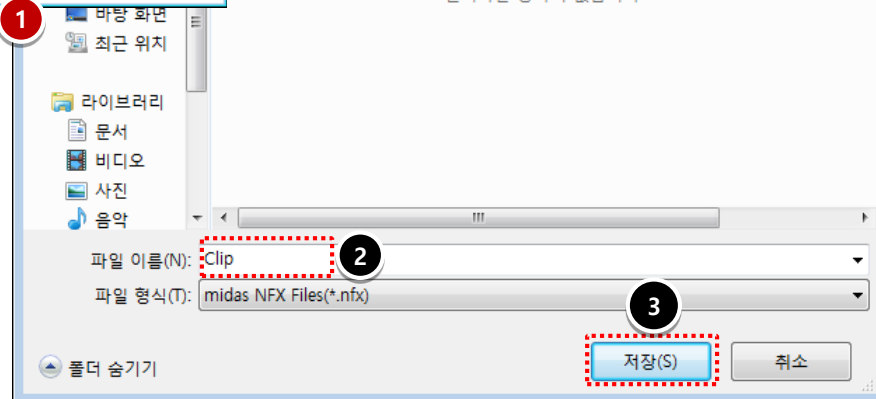 1
바탕 화면
최근 위치
라이브러리
문서
비디오
사진
음악
파일 이름(N): Clip
2
파일 형식(T): midas NFX Files(*.nfx)
3
폴더 숨기기
저장(S)
취소